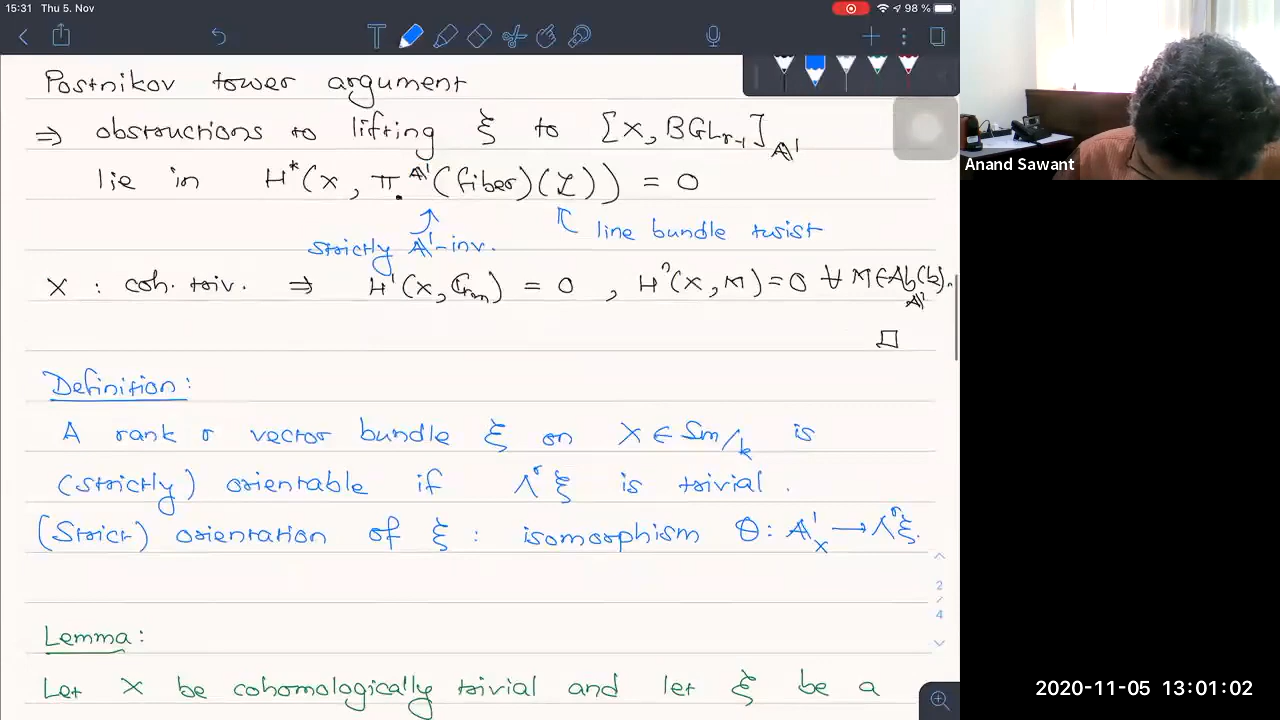 15:31 Thu 5. Nov
98 %
Postnikov tower argument
⇒ obstructions to lifting ξ to [X, BGL_{r-1}]_{𝔸¹}
lie in H^*(X, π_.^{𝔸¹}(fiber)(ℒ)) = 0
strictly 𝔸¹-inv.
line bundle twist
X : coh. triv. ⇒ H¹(X, 𝔾_m) = 0 , H^n(X, M) = 0 ∀ M ∈ Ab_{𝔸¹}(k).
□
Definition:
A rank r vector bundle ξ on X ∈ Sm/k is
(strictly) orientable if Λ^r ξ is trivial.
(Strict) orientation of ξ : isomorphism θ: 𝔸¹_X → Λ^r ξ.
2
/
4
Lemma:
Let X be cohomologically trivial and let ξ be a
Anand Sawant
2020-11-05 13:01:02